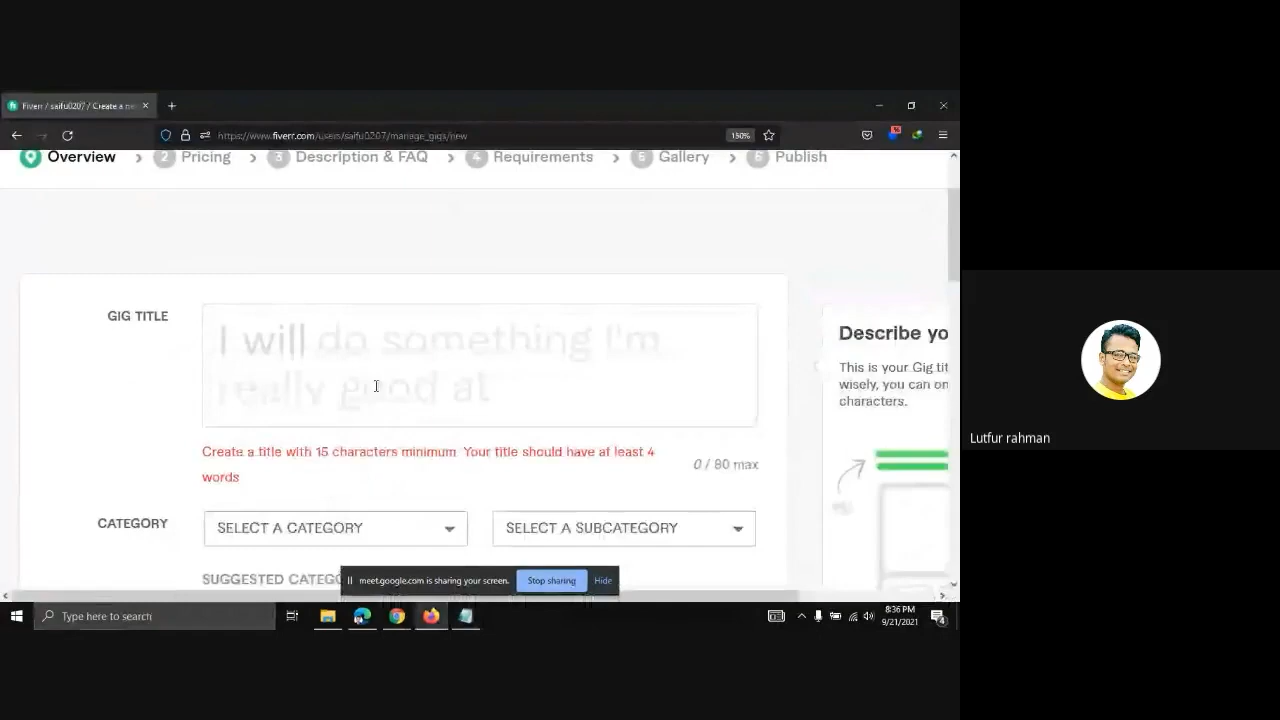 Fiverr / saifu0207 / Create a ne
https://www.fiverr.com/users/saifu0207/manage_gigs/new
150%
Overview
2 Pricing
3 Description & FAQ
4 Requirements
5 Gallery
6 Publish
GIG TITLE
I will do something I'm
really good at
Create a title with 15 characters minimum. Your title should have at least 4
words
0 / 80 max
Describe yo
This is your Gig tit
wisely, you can on
characters.
CATEGORY
SELECT A CATEGORY
SELECT A SUBCATEGORY
SUGGESTED CATEGO
meet.google.com is sharing your screen.
Stop sharing
Hide
Type here to search
8:36 PM
9/21/2021
4
Lutfur rahman